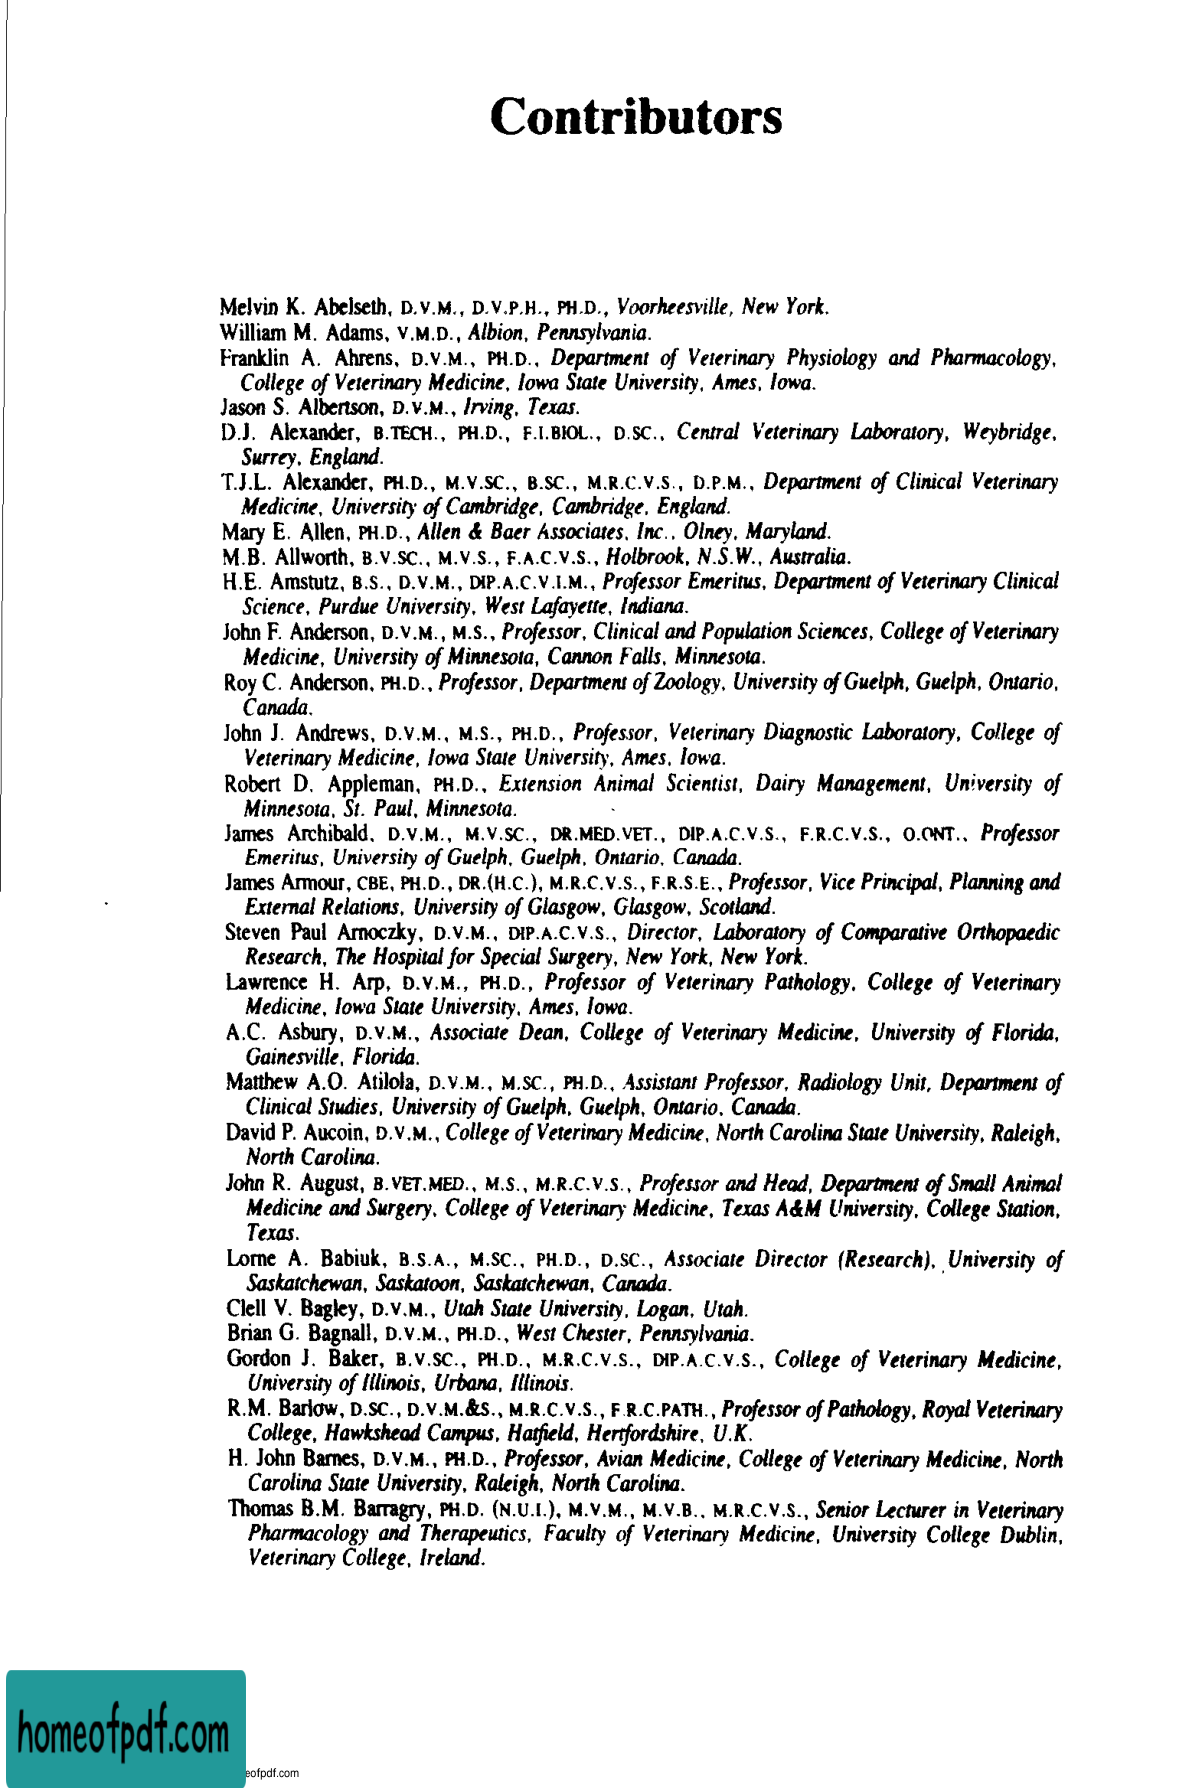 Contributors
Melvin K. Abelseth, D.V.M., D.V.P.H., PH.D., Voorheesville, New York.
William M. Adams, V.M.D., Albion, Pennsylvania.
Franklin A. Ahrens, D.V.M., PH.D., Department of Veterinary Physiology and Pharmacology,
College of Veterinary Medicine, Iowa State University, Ames, Iowa.
Jason S. Albertson, D.V.M., Irving, Texas.
D.J. Alexander, B.TECH., PH.D., F.I.BIOL., D.SC., Central Veterinary Laboratory, Weybridge,
Surrey, England.
T.J.L. Alexander, PH.D., M.V.SC., B.SC., M.R.C.V.S., D.P.M., Department of Clinical Veterinary
Medicine, University of Cambridge, Cambridge, England.
Mary E. Allen, PH.D., Allen & Baer Associates, Inc., Olney, Maryland.
M.B. Allworth, B.V.SC., M.V.S., F.A.C.V.S., Holbrook, N.S.W., Australia.
H.E. Amstutz, B.S., D.V.M., DIP.A.C.V.I.M., Professor Emeritus, Department of Veterinary Clinical
Science, Purdue University, West Lafayette, Indiana.
John F. Anderson, D.V.M., M.S., Professor, Clinical and Population Sciences, College of Veterinary
Medicine, University of Minnesota, Cannon Falls, Minnesota.
Roy C. Anderson, PH.D., Professor, Department of Zoology, University of Guelph, Guelph, Ontario,
Canada.
John J. Andrews, D.V.M., M.S., PH.D., Professor, Veterinary Diagnostic Laboratory, College of
Veterinary Medicine, Iowa State University, Ames, Iowa.
Robert D. Appleman, PH.D., Extension Animal Scientist, Dairy Management, University of
Minnesota, St. Paul, Minnesota.
James Archibald, D.V.M., M.V.SC., DR.MED.VET., DIP.A.C.V.S., F.R.C.V.S., O.ONT., Professor
Emeritus, University of Guelph, Guelph, Ontario, Canada.
James Armour, CBE, PH.D., DR.(H.C.), M.R.C.V.S., F.R.S.E., Professor, Vice Principal, Planning and
External Relations, University of Glasgow, Glasgow, Scotland.
Steven Paul Arnoczky, D.V.M., DIP.A.C.V.S., Director, Laboratory of Comparative Orthopaedic
Research, The Hospital for Special Surgery, New York, New York.
Lawrence H. Arp, D.V.M., PH.D., Professor of Veterinary Pathology, College of Veterinary
Medicine, Iowa State University, Ames, Iowa.
A.C. Asbury, D.V.M., Associate Dean, College of Veterinary Medicine, University of Florida,
Gainesville, Florida.
Matthew A.O. Atilola, D.V.M., M.SC., PH.D., Assistant Professor, Radiology Unit, Department of
Clinical Studies, University of Guelph, Guelph, Ontario, Canada.
David P. Aucoin, D.V.M., College of Veterinary Medicine, North Carolina State University, Raleigh,
North Carolina.
John R. August, B.VET.MED., M.S., M.R.C.V.S., Professor and Head, Department of Small Animal
Medicine and Surgery, College of Veterinary Medicine, Texas A&M University, College Station,
Texas.
Lorne A. Babiuk, B.S.A., M.SC., PH.D., D.SC., Associate Director (Research), University of
Saskatchewan, Saskatoon, Saskatchewan, Canada.
Clell V. Bagley, D.V.M., Utah State University, Logan, Utah.
Brian G. Bagnall, D.V.M., PH.D., West Chester, Pennsylvania.
Gordon J. Baker, B.V.SC., PH.D., M.R.C.V.S., DIP.A.C.V.S., College of Veterinary Medicine,
University of Illinois, Urbana, Illinois.
R.M. Barlow, D.SC., D.V.M.&S., M.R.C.V.S., F.R.C.PATH., Professor of Pathology, Royal Veterinary
College, Hawkshead Campus, Hatfield, Hertfordshire, U.K.
H. John Barnes, D.V.M., PH.D., Professor, Avian Medicine, College of Veterinary Medicine, North
Carolina State University, Raleigh, North Carolina.
Thomas B.M. Barragry, PH.D. (N.U.I.), M.V.M., M.V.B., M.R.C.V.S., Senior Lecturer in Veterinary
Pharmacology and Therapeutics, Faculty of Veterinary Medicine, University College Dublin,
Veterinary College, Ireland.
homeofpdf.com
eofpdf.com